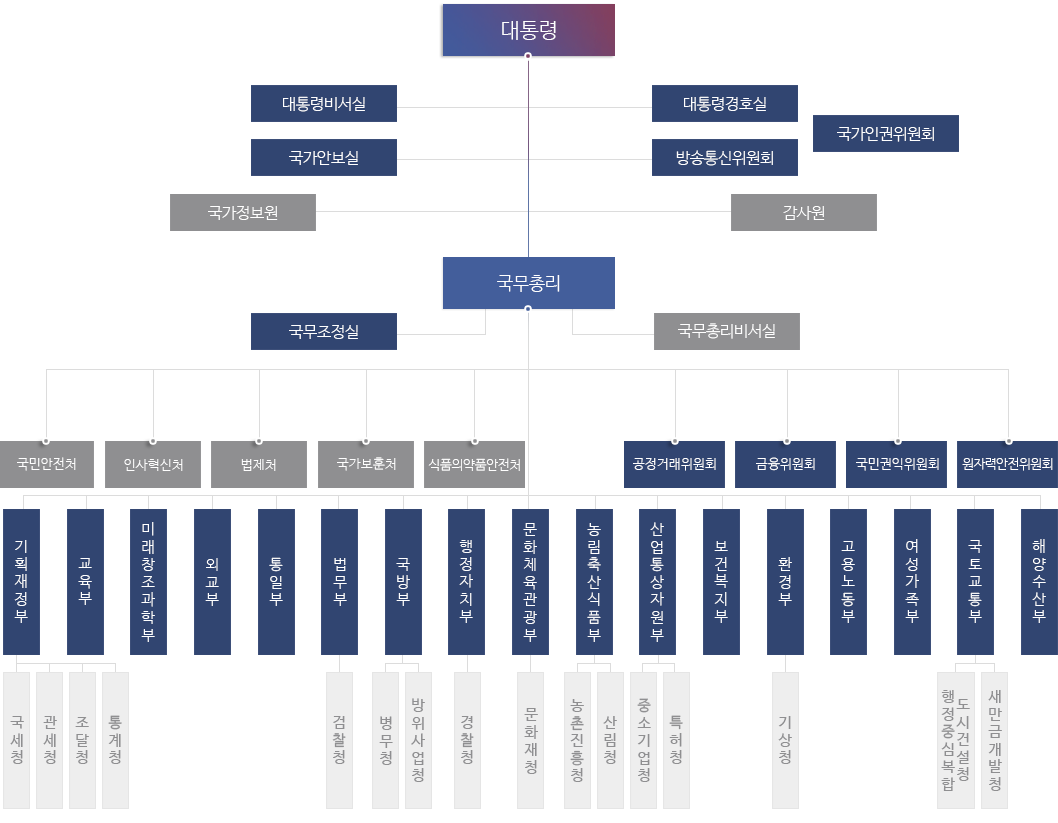 대통령
대통령비서실
대통령경호실
국가인권위원회
국가안보실
방송통신위원회
국가정보원
감사원
국무총리
국무조정실
국무총리비서실
국민안전처
인사혁신처
법제처
국가보훈처
식품의약품안전처
공정거래위원회
금융위원회
국민권익위원회
원자력안전위원회
기획재정부
교육부
미래창조과학부
외교부
통일부
법무부
국방부
행정자치부
문화체육관광부
농림축산식품부
산업통상자원부
보건복지부
환경부
고용노동부
여성가족부
국토교통부
해양수산부
국세청
관세청
조달청
통계청
검찰청
병무청
방위사업청
경찰청
문화재청
농촌진흥청
산림청
중소기업청
특허청
기상청
행정중심복합
도시건설청
새만금개발청